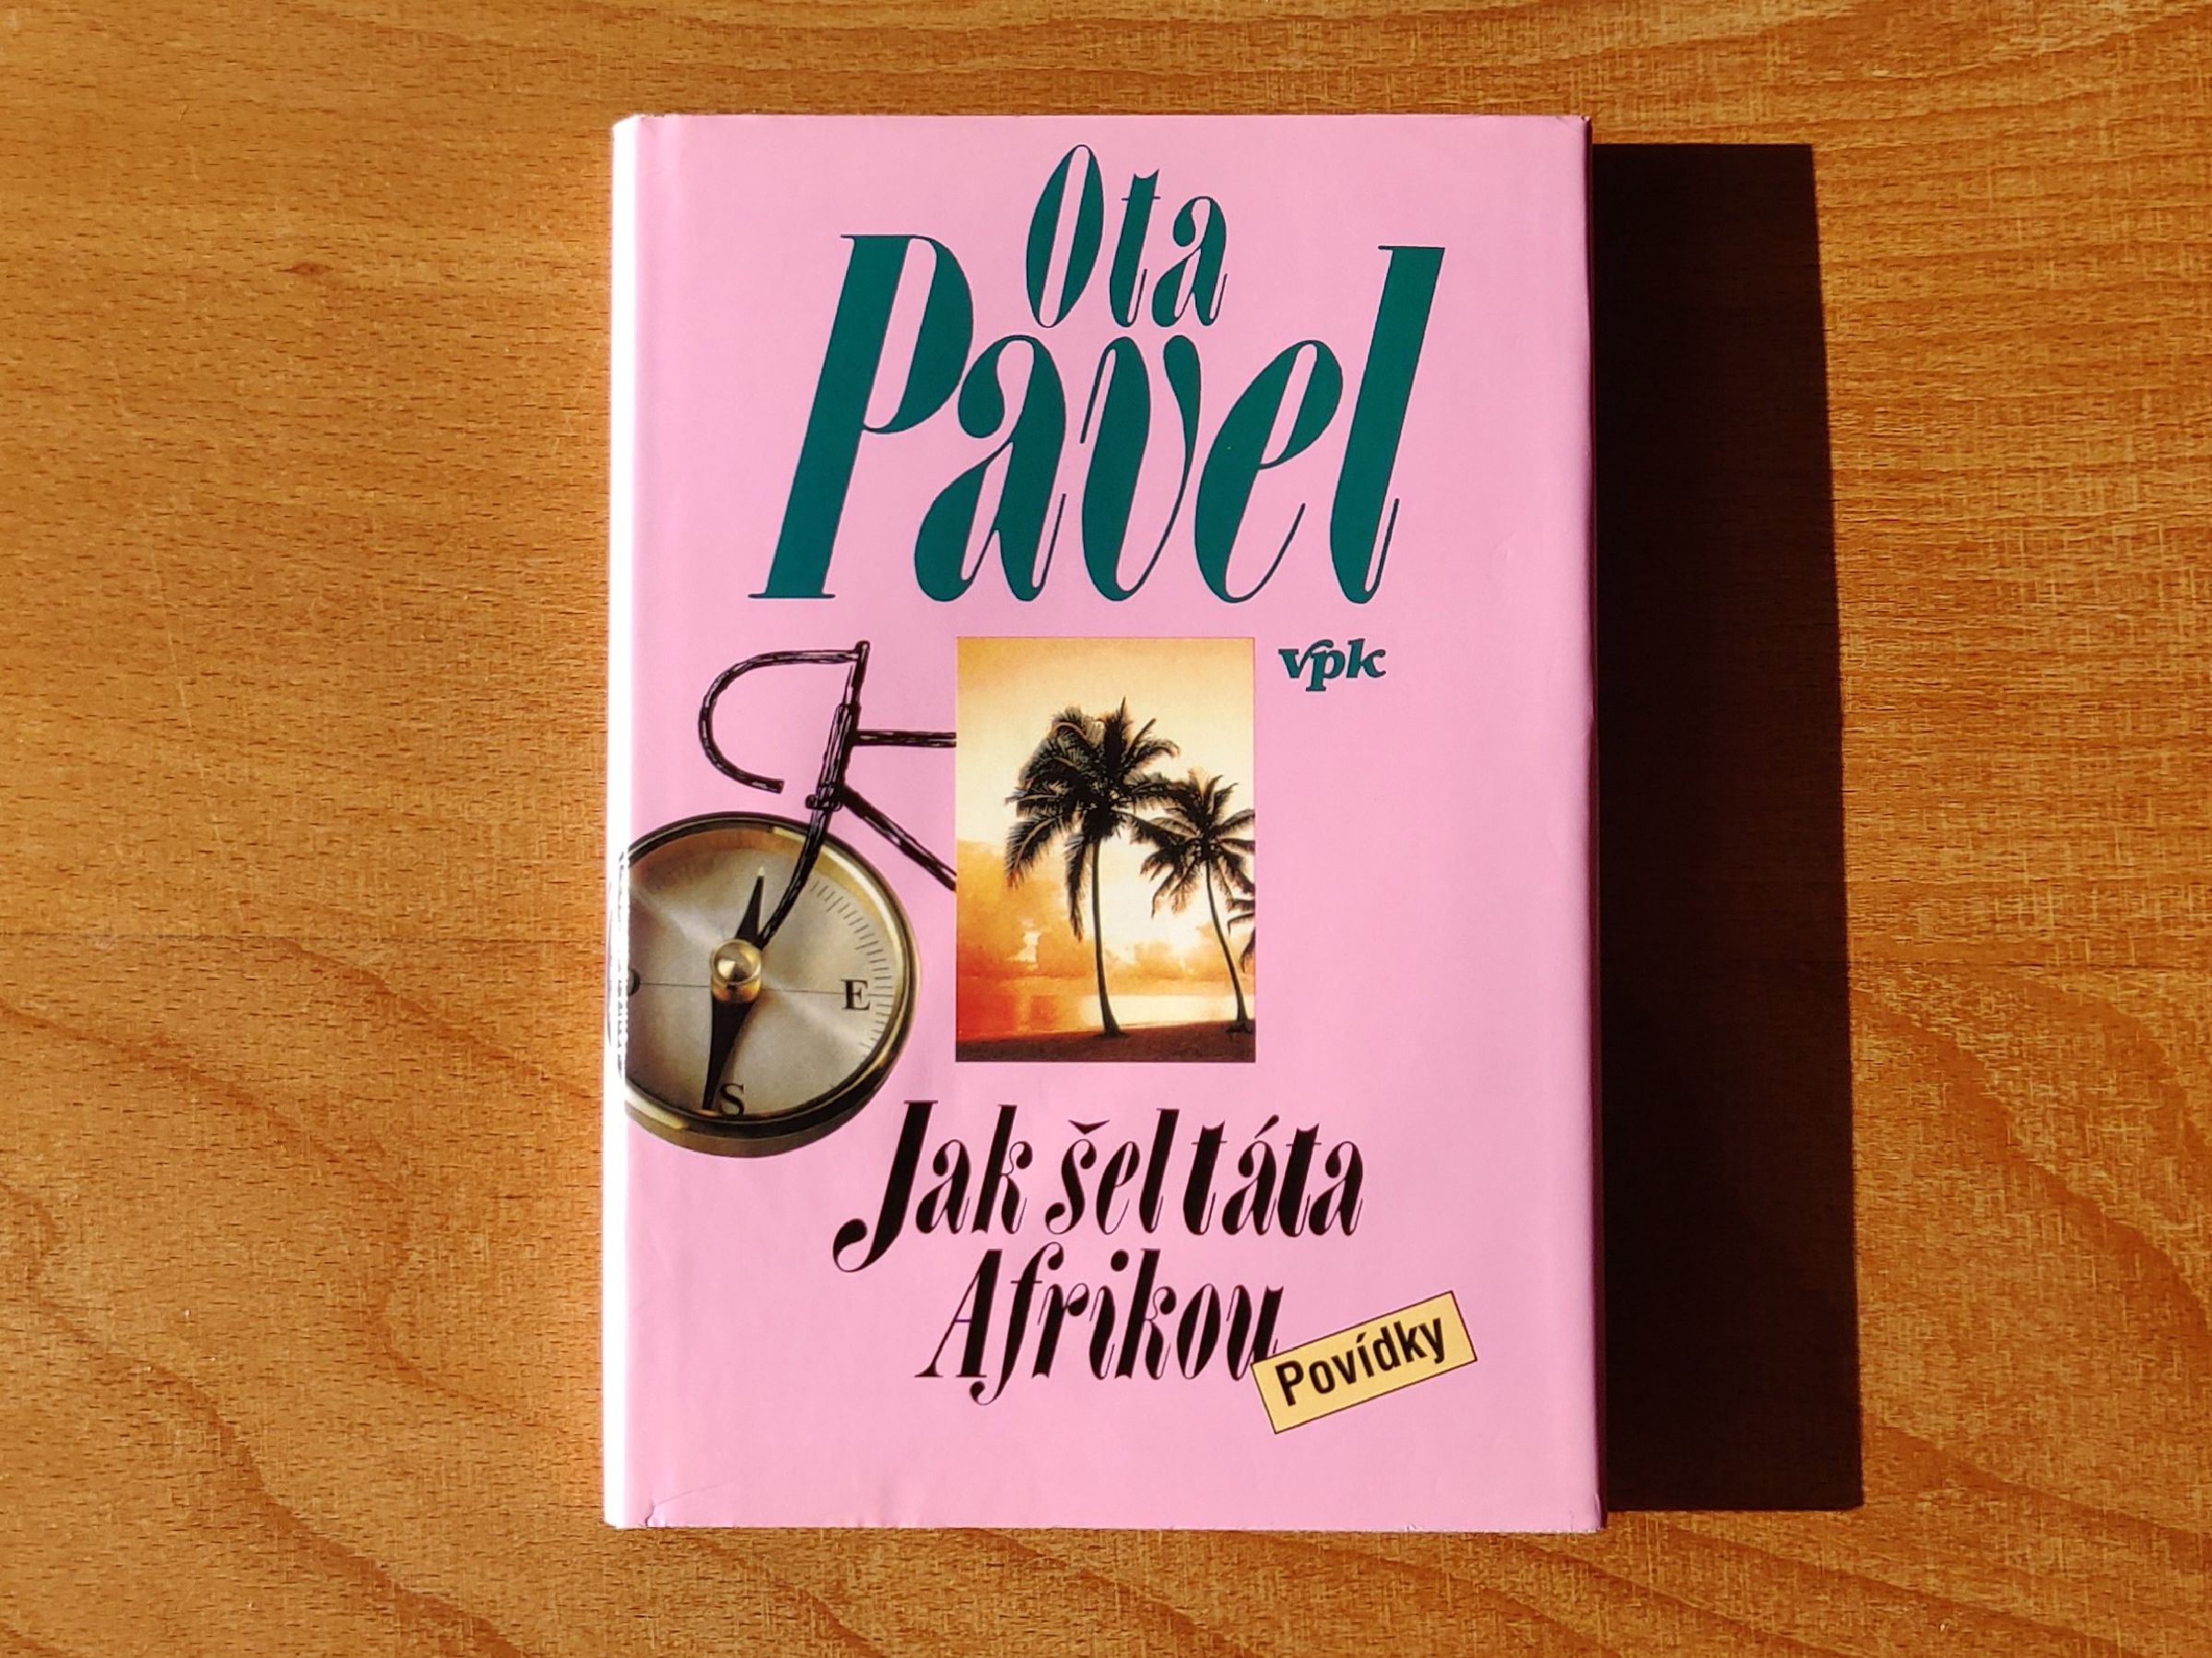 Ota
Pavel
vpk
E
S
Jak šel táta
Afrikou
Povídky